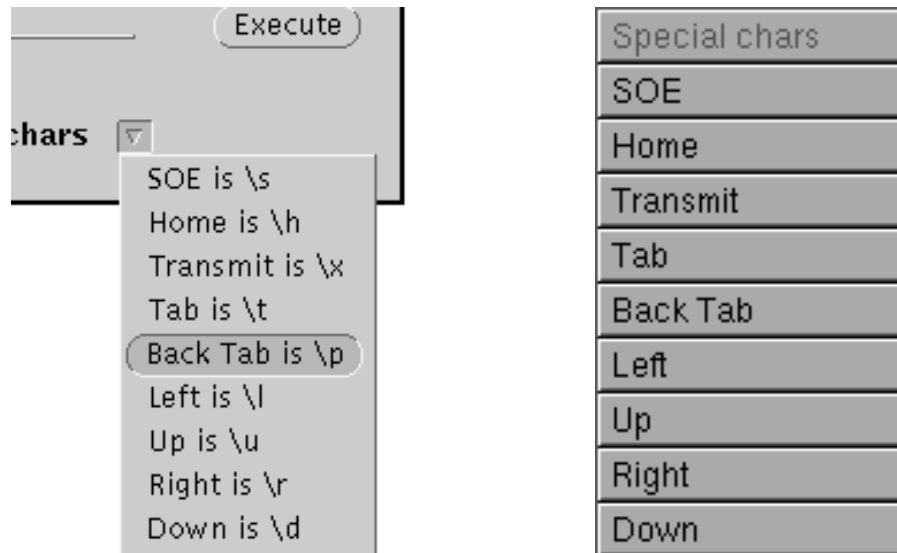 Execute
chars
SOE is \s
Home is \h
Transmit is \x
Tab is \t
Back Tab is \p
Left is \l
Up is \u
Right is \r
Down is \d
Special chars
SOE
Home
Transmit
Tab
Back Tab
Left
Up
Right
Down